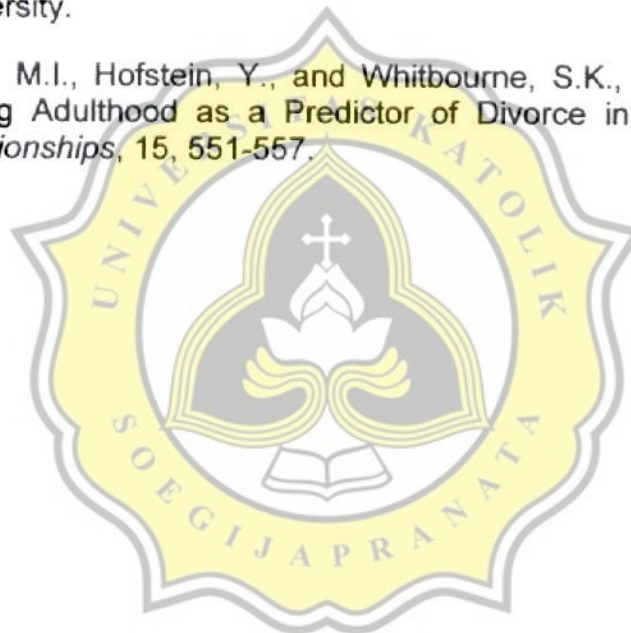 ersity.
M.I., Hofstein, Y., and Whitbourne, S.K.,
g Adulthood as a Predictor of Divorce in
ionships, 15, 551-557.
UNIVERSITAS KATOLIK
SOEGIJAPRANATA